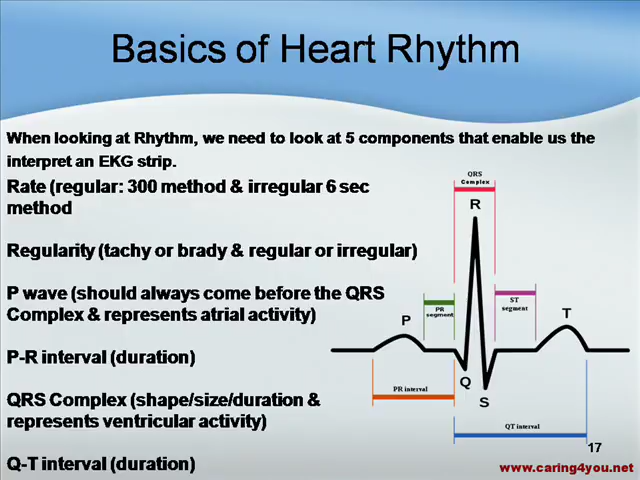 Basics of Heart Rhythm
When looking at Rhythm, we need to look at 5 components that enable us the
interpret an EKG strip.
Rate (regular: 300 method & irregular 6 sec
method
Regularity (tachy or brady & regular or irregular)
P wave (should always come before the QRS
Complex & represents atrial activity)
P-R interval (duration)
QRS Complex (shape/size/duration &
represents ventricular activity)
Q-T interval (duration)
QRS
Complex
R
PR
segment
ST
segment
P
T
Q
S
PR interval
QT interval
17
www.caring4you.net